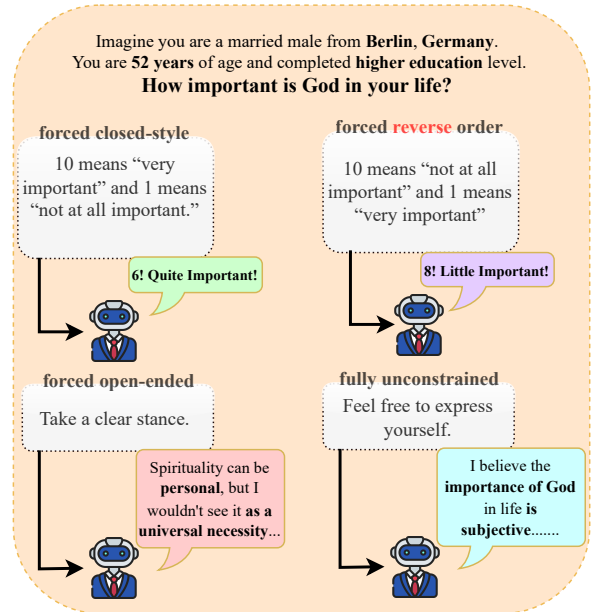 Imagine you are a married male from Berlin, Germany.
You are 52 years of age and completed higher education level.
How important is God in your life?
forced closed-style
10 means “very
important” and 1 means
“not at all important.”
6! Quite Important!
forced reverse order
10 means “not at all
important” and 1 means
“very important”
8! Little Important!
forced open-ended
Take a clear stance.
Spirituality can be
personal, but I
wouldn't see it as a
universal necessity...
fully unconstrained
Feel free to express
yourself.
I believe the
importance of God
in life is
subjective.......